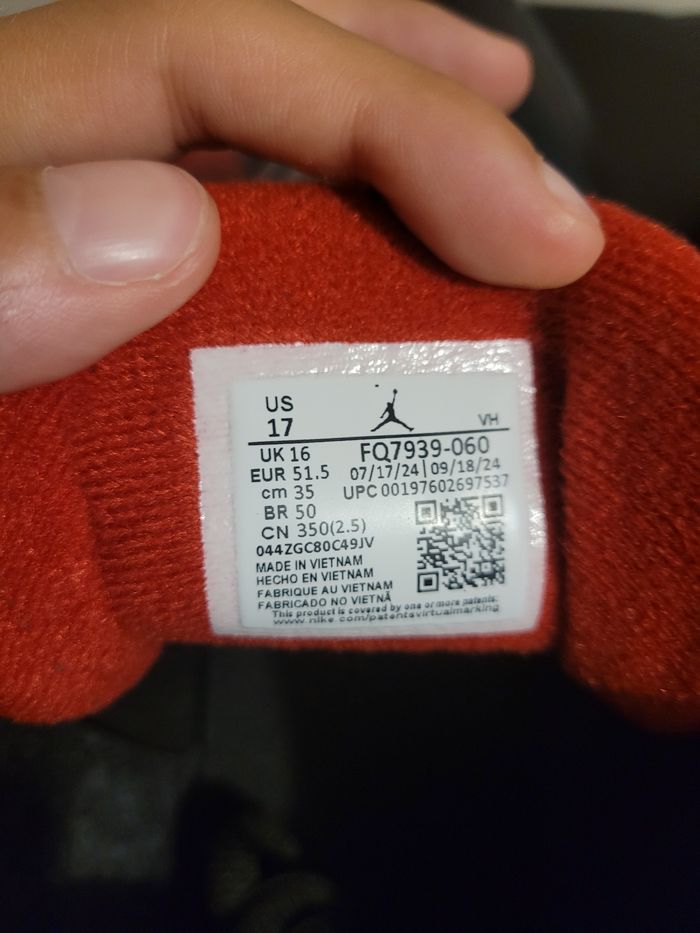 US
17
VH
UK 16
FQ7939-060
EUR 51.5
07/17/24|09/18/24
cm 35
UPC 00197602697537
BR 50
CN 350(2.5)
044ZGC80C49JV
MADE IN VIETNAM
HECHO EN VIETNAM
FABRIQUE AU VIETNAM
FABRICADO NO VIETNÃ
This product is covered by one or more patents:
www.nike.com/patentsvirtualmarking